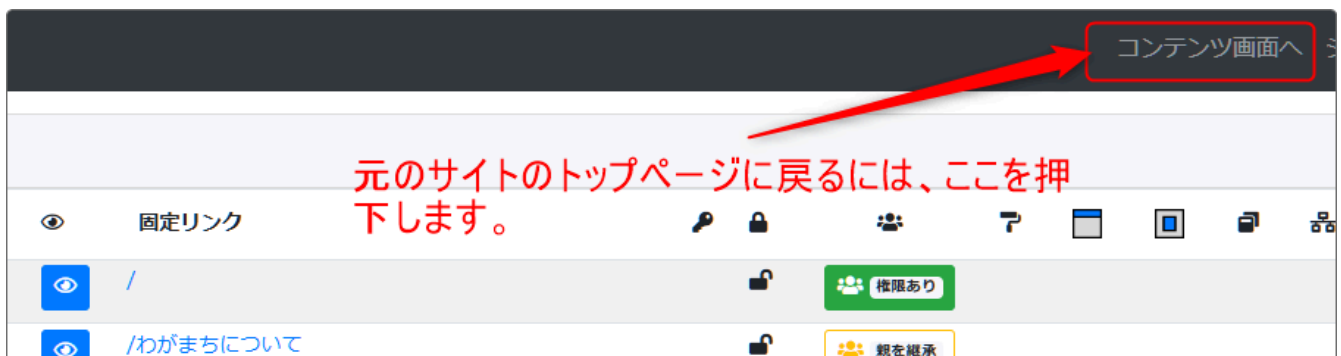 コンテンツ画面へ
元のサイトのトップページに戻るには、ここを押
下します。
固定リンク
/
権限あり
/わがまちについて
親を継承